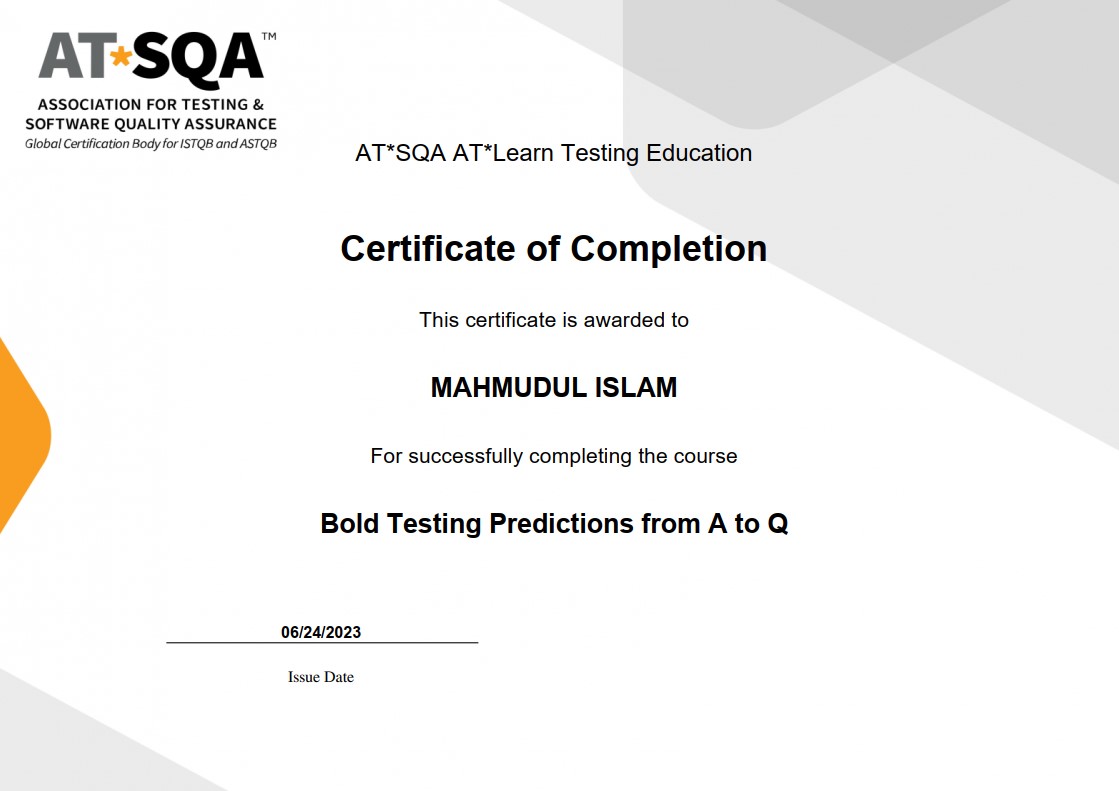 AT*SQA™
ASSOCIATION FOR TESTING &
SOFTWARE QUALITY ASSURANCE
Global Certification Body for ISTQB and ASTQB
AT*SQA AT*Learn Testing Education
Certificate of Completion
This certificate is awarded to
MAHMUDUL ISLAM
For successfully completing the course
Bold Testing Predictions from A to Q
06/24/2023
Issue Date